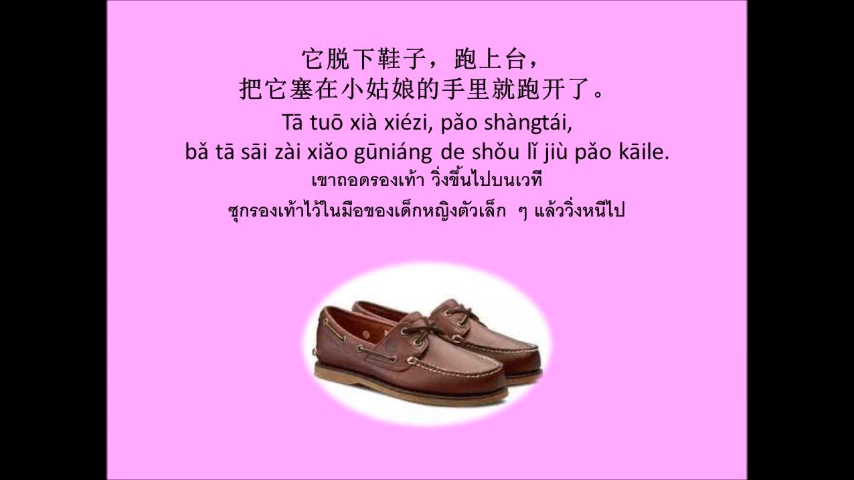 它脱下鞋子，跑上台，
把它塞在小姑娘的手里就跑开了。
Tā tuō xià xiézi, pǎo shàngtái,
bǎ tā sāi zài xiǎo gūniáng de shǒu lǐ jiù pǎo kāile.
เขาถอดรองเท้า วิ่งขึ้นไปบนเวที
ซุกรองเท้าไว้ในมือของเด็กหญิงตัวเล็ก ๆ แล้ววิ่งหนีไป